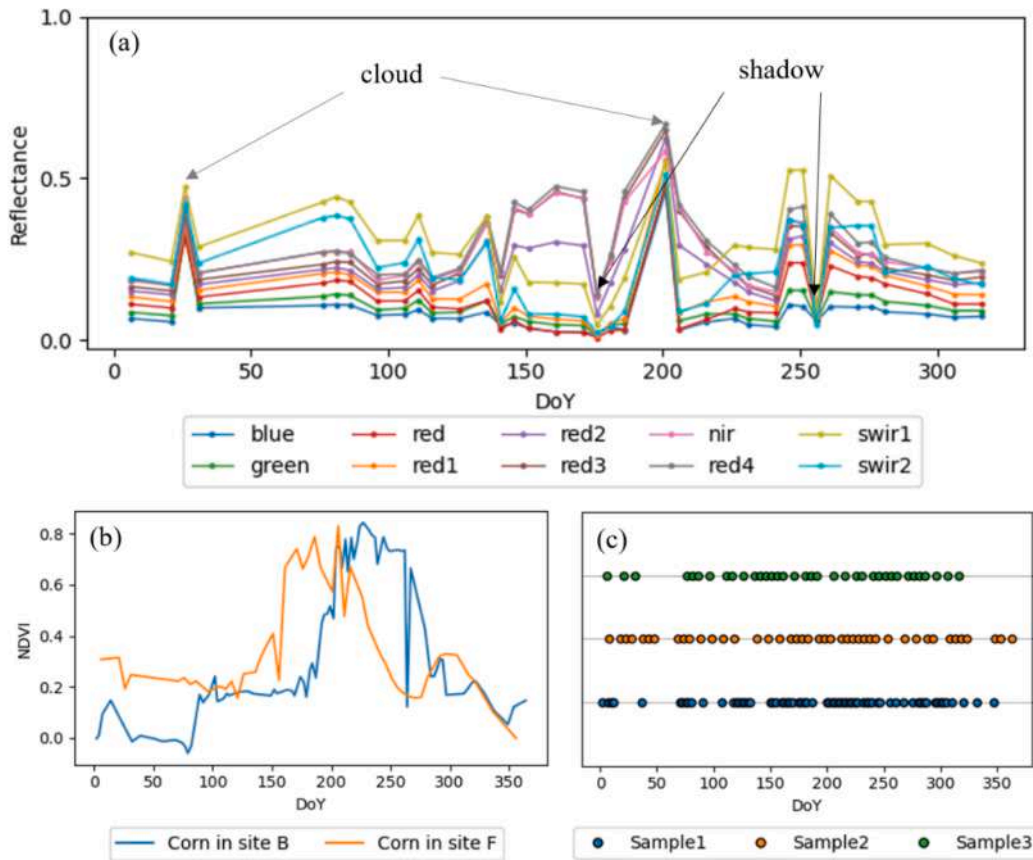 (a)
cloud
shadow
1.0
0.5
0.0
Reflectance
0 50 100 150 200 250 300
DoY
blue red red2 nir swir1
green red1 red3 red4 swir2
(b)
0.8
0.6
0.4
0.2
0.0
NDVI
0 50 100 150 200 250 300 350
DoY
Corn in site B Corn in site F
(c)
0 50 100 150 200 250 300 350
DoY
Sample1 Sample2 Sample3